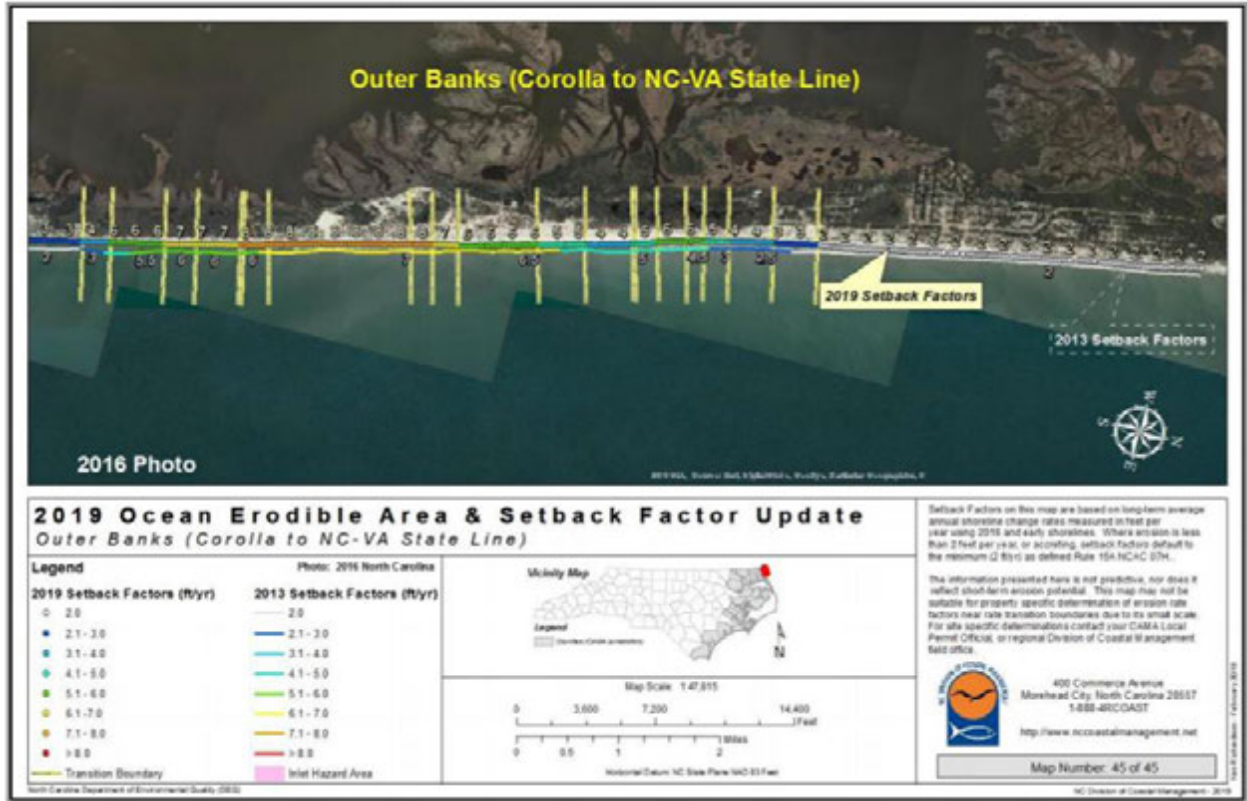 Outer Banks (Corolla to NC-VA State Line)
2019 Setback Factors
2013 Setback Factors
2016 Photo
N
S
E
2019 Ocean Erodible Area & Setback Factor Update
Outer Banks (Corolla to NC-VA State Line)
Legend
Photo: 2016 North Carolina
2019 Setback Factors (ft/yr)
2013 Setback Factors (ft/yr)
2.0
2.0
2.1 - 3.0
2.1 - 3.0
3.1 - 4.0
3.1 - 4.0
4.1 - 5.0
4.1 - 5.0
5.1 - 6.0
5.1 - 6.0
6.1 - 7.0
6.1 - 7.0
7.1 - 8.0
7.1 - 8.0
> 8.0
> 8.0
Transition Boundary
Inlet Hazard Area
Vicinity Map
Legend
N
Map Scale: 1:47,815
0 3,600 7,200 14,400
Feet
0 0.5 1 2
Miles
Horizontal Datum: NC State Plane NAD 83 Feet
Setback Factors on this map are based on long-term average
annual shoreline change rates measured in feet per
year using 2016 and early shorelines. Where erosion is less
than 2 feet per year, or accreting, setback factors default to
the minimum (2 ft/yr) as defined Rule 15A NCAC 07H.
The information presented here is not predictive, nor does it
reflect short-term erosion potential. This map may not be
suitable for property specific determination of erosion rate
factors near rate transition boundaries due to its small scale.
For site specific determinations contact your CAMA Local
Permit Official, or regional Division of Coastal Management
field office.
400 Commerce Avenue
Morehead City, North Carolina 28557
1-888-4RCOAST
http://www.nccoastalmanagement.net
Map Number: 45 of 45
North Carolina Department of Environmental Quality (DEQ)
NC Division of Coastal Management - 2019